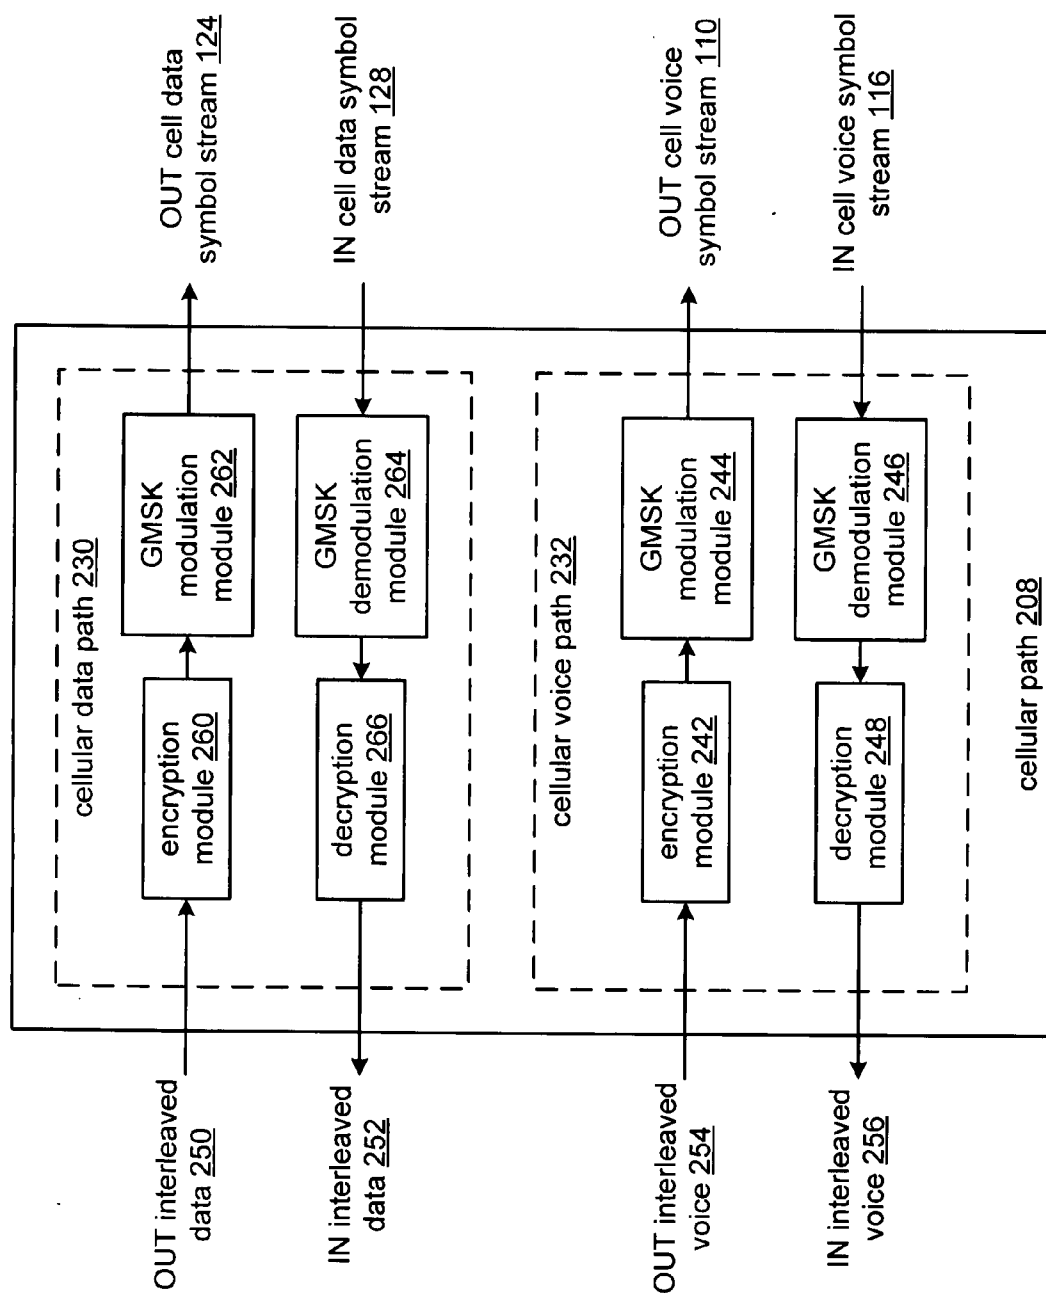 OUT interleaved
data 250
IN interleaved
data 252
OUT interleaved
voice 254
IN interleaved
voice 256
cellular data path 230
encryption
module 260
GMSK
modulation
module 262
decryption
module 266
GMSK
demodulation
module 264
cellular voice path 232
encryption
module 242
GMSK
modulation
module 244
decryption
module 248
GMSK
demodulation
module 246
cellular path 208
OUT cell data
symbol stream 124
IN cell data symbol
stream 128
OUT cell voice
symbol stream 110
IN cell voice symbol
stream 116